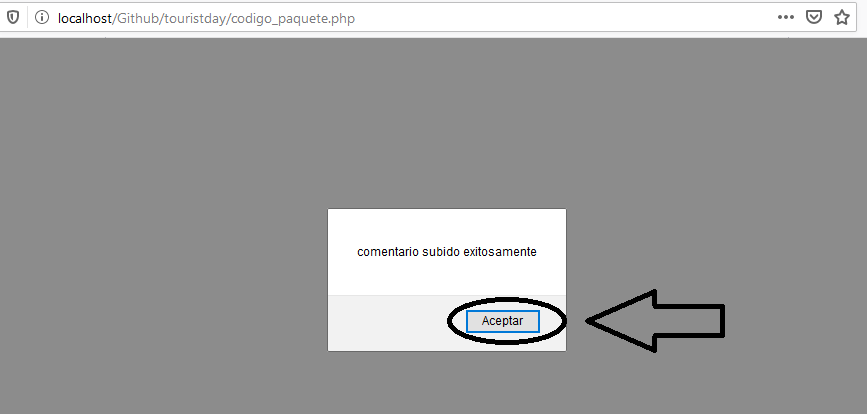 localhost/Github/touristday/codigo_paquete.php
comentario subido exitosamente
Aceptar